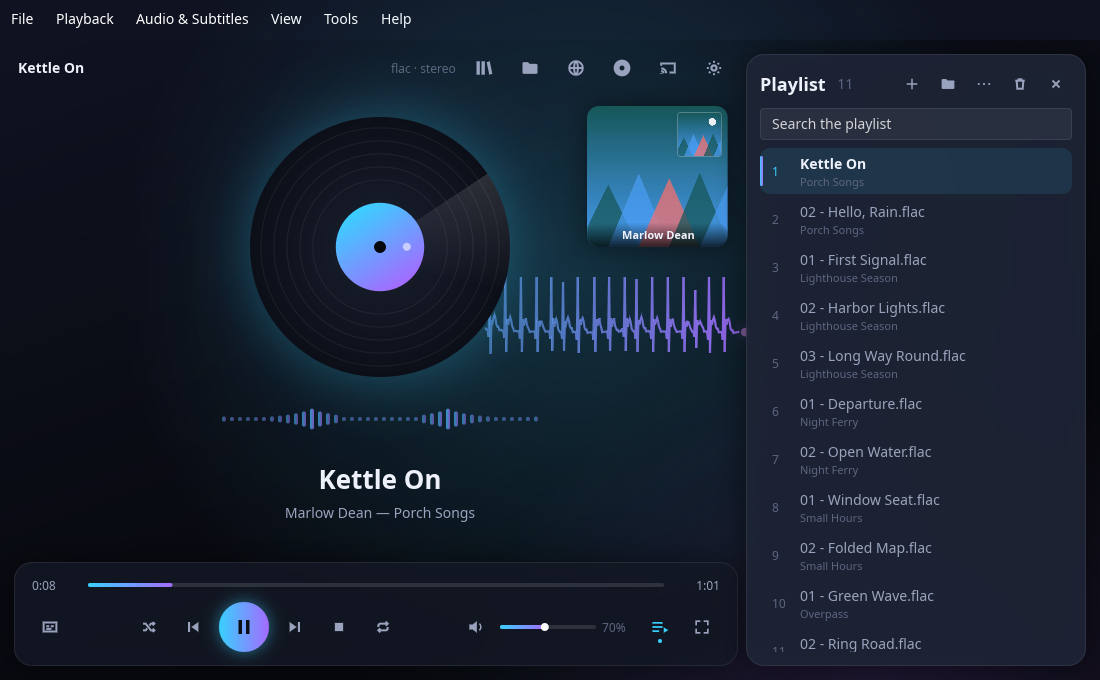 File Playback Audio & Subtitles View Tools Help
Kettle On
flac · stereo
Marlow Dean
Kettle On
Marlow Dean — Porch Songs
0:08
1:01
70%
Playlist 11
Search the playlist
1 Kettle On
Porch Songs
2 02 - Hello, Rain.flac
Porch Songs
3 01 - First Signal.flac
Lighthouse Season
4 02 - Harbor Lights.flac
Lighthouse Season
5 03 - Long Way Round.flac
Lighthouse Season
6 01 - Departure.flac
Night Ferry
7 02 - Open Water.flac
Night Ferry
8 01 - Window Seat.flac
Small Hours
9 02 - Folded Map.flac
Small Hours
10 01 - Green Wave.flac
Overpass
11 02 - Ring Road.flac